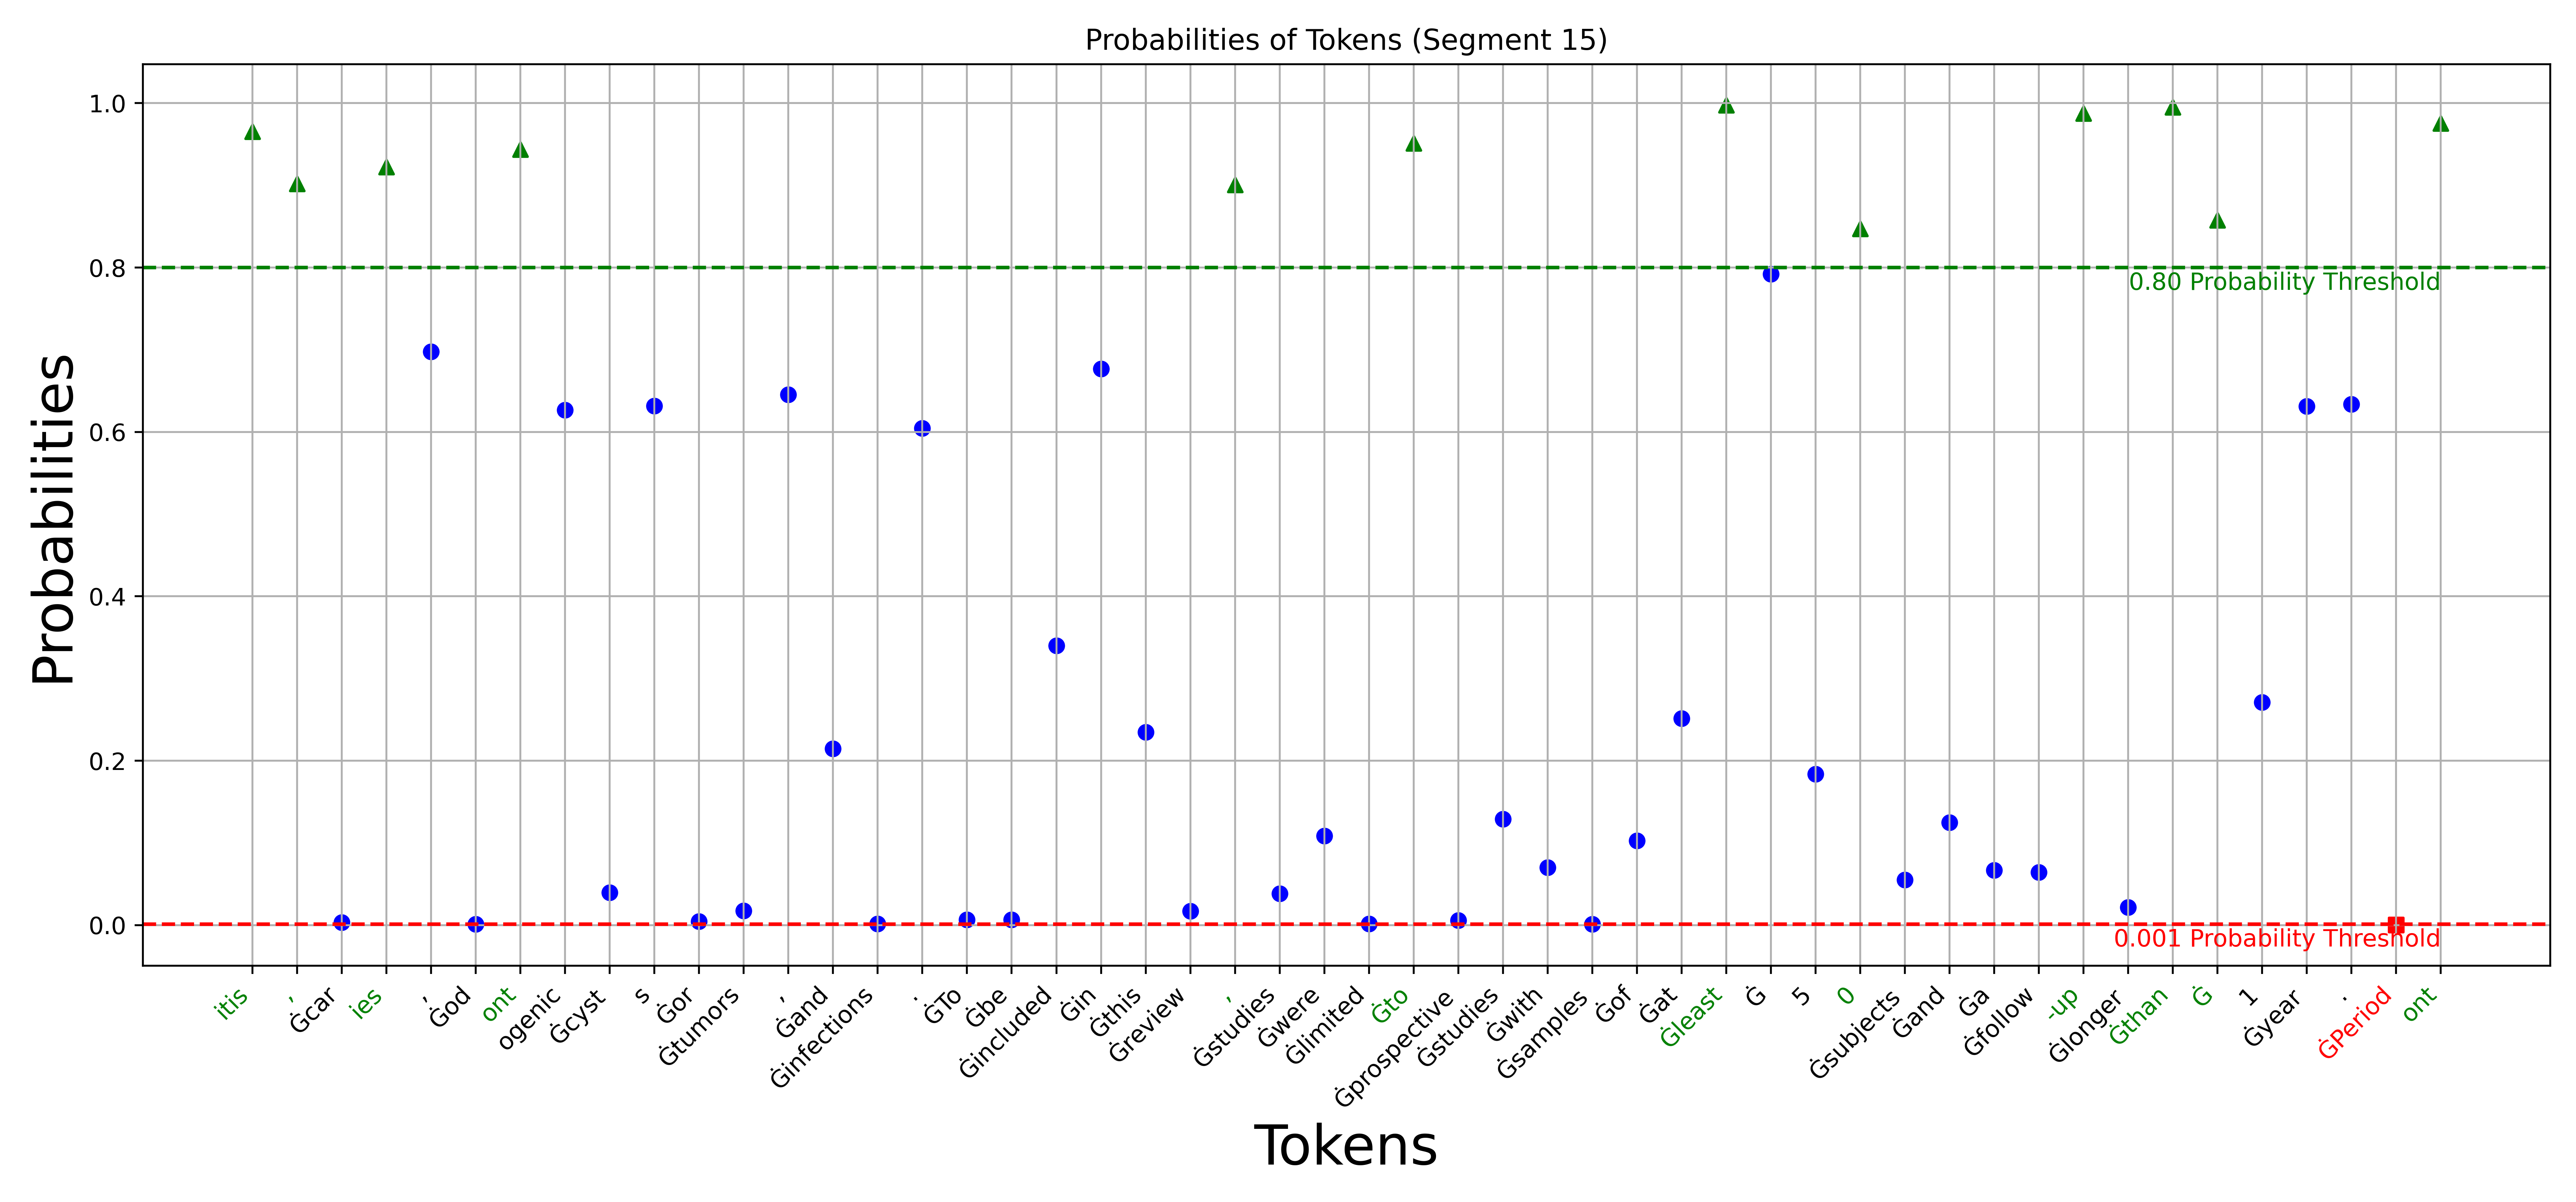 Probabilities of Tokens (Segment 15)
Probabilities
1.0
0.8
0.6
0.4
0.2
0.0
0.80 Probability Threshold
0.001 Probability Threshold
itis
,
Ġcar
ies
,
Ġod
ont
ogenic
Ġcyst
s
Ġor
Ġtumors
,
Ġand
Ġinfections
.
ĠTo
Ġbe
Ġincluded
Ġin
Ġthis
Ġreview
,
Ġstudies
Ġwere
Ġlimited
Ġto
Ġprospective
Ġstudies
Ġwith
Ġsamples
Ġof
Ġat
Ġleast
Ġ
5
0
Ġsubjects
Ġand
Ġa
Ġfollow
-up
Ġlonger
Ġthan
Ġ
1
Ġyear
.
ĠPeriod
ont
Tokens